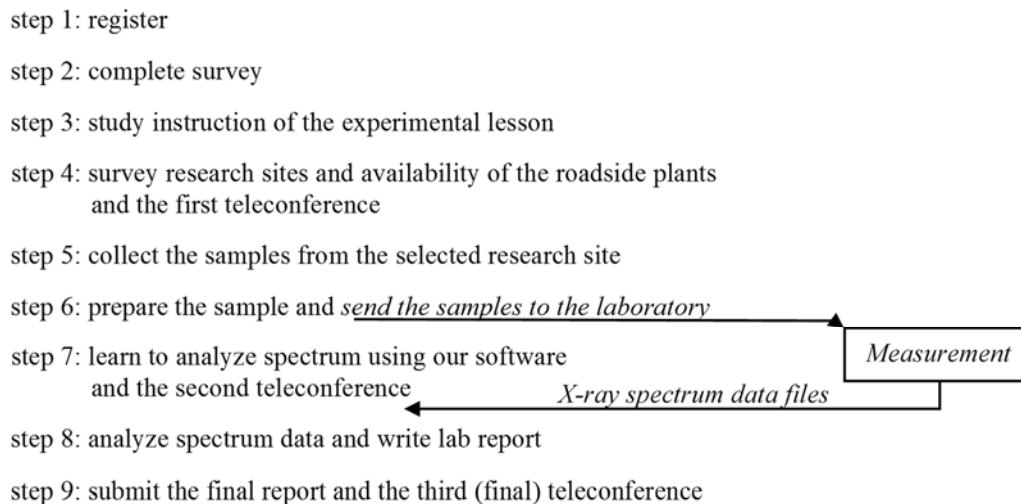 step 1: register
step 2: complete survey
step 3: study instruction of the experimental lesson
step 4: survey research sites and availability of the roadside plants
and the first teleconference
step 5: collect the samples from the selected research site
step 6: prepare the sample and send the samples to the laboratory
Measurement
step 7: learn to analyze spectrum using our software
and the second teleconference
X-ray spectrum data files
step 8: analyze spectrum data and write lab report
step 9: submit the final report and the third (final) teleconference